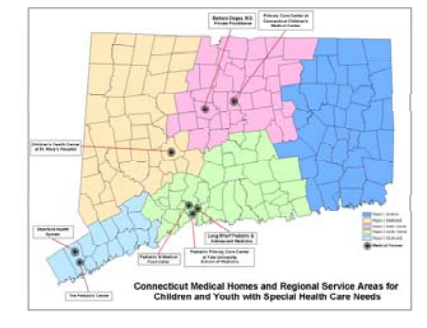 Barbara Ziogas, M.D.
Private Practitioner
Primary Care Center at
Connecticut Children's
Medical Center
Children's Health Center
at St. Mary's Hospital
Stamford Health
System
The Pediatric Center
Pediatric & Medical
Associates
Pediatric Primary Care Center
at Yale University
School of Medicine
Long Wharf Pediatric &
Adolescent Medicine
Medical Homes
Connecticut Medical Homes and Regional Service Areas for
Children and Youth with Special Health Care Needs